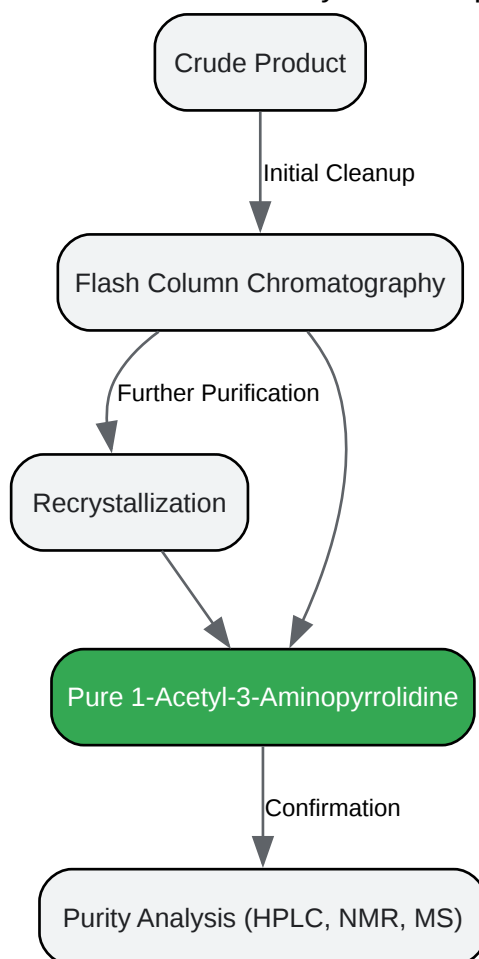 Crude Product
Initial Cleanup
Flash Column Chromatography
Further Purification
Recrystallization
Pure 1-Acetyl-3-Aminopyrrolidine
Confirmation
Purity Analysis (HPLC, NMR, MS)